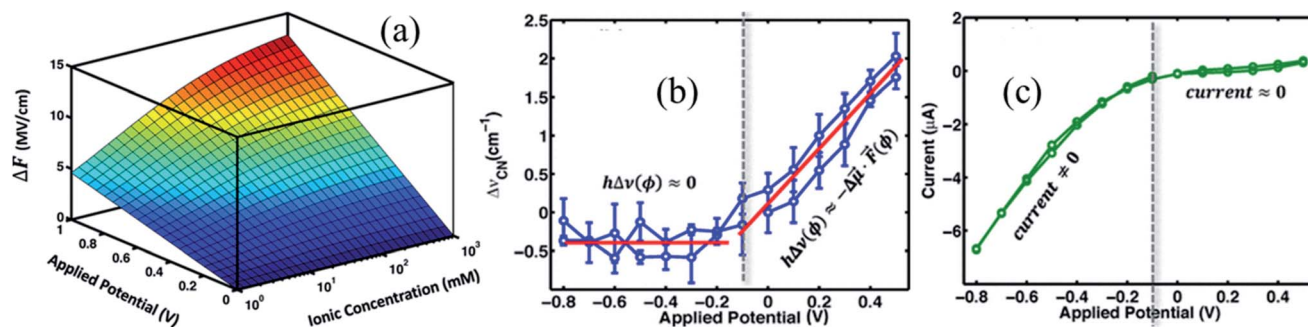 (a)
15
10
5
0
ΔF (MV/cm)
1
0.8
0.6
0.4
0.2
0
Applied Potential (V)
10⁰
10¹
10²
10³
Ionic Concentration (mM)
(b)
2
1.5
1
0.5
0
−0.5
Δν_CN(cm⁻¹)
hΔν(ϕ) ≈ 0
hΔν(ϕ) ≈ −Δμ⃗ · F⃗(ϕ)
−0.8 −0.6 −0.4 −0.2 0 0.2 0.4
Applied Potential (V)
(c)
2
0
−2
−4
−6
Current (μA)
current ≈ 0
current ≠ 0
−0.8 −0.6 −0.4 −0.2 0 0.2 0.4
Applied Potential (V)